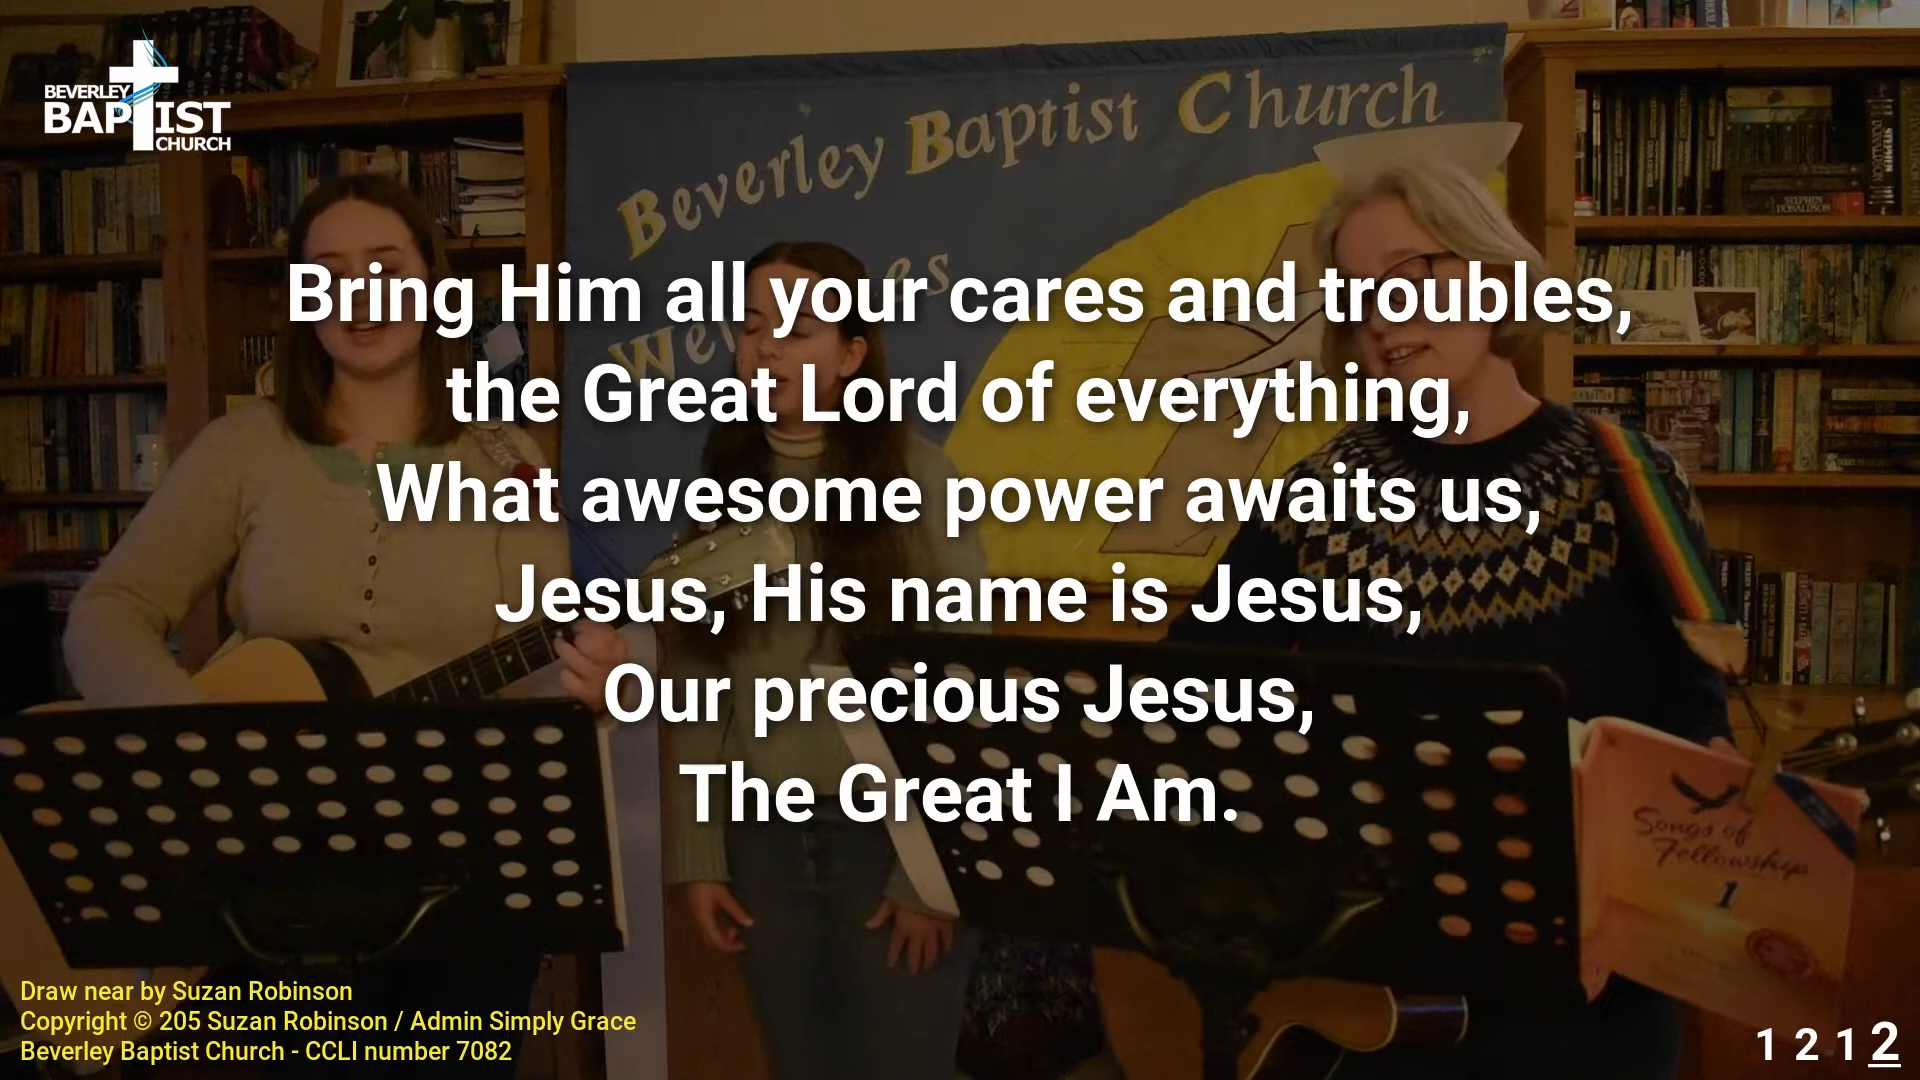 BEVERLEY
BAPTIST
CHURCH
Beverley Baptist Church
STEPHEN
DONALDSON
Bring Him all your cares and troubles,
the Great Lord of everything,
What awesome power awaits us,
Jesus, His name is Jesus,
Our precious Jesus,
The Great I Am.
Songs of
Fellowship
1
Draw near by Suzan Robinson
Copyright © 205 Suzan Robinson / Admin Simply Grace
Beverley Baptist Church - CCLI number 7082
1 2 1 2